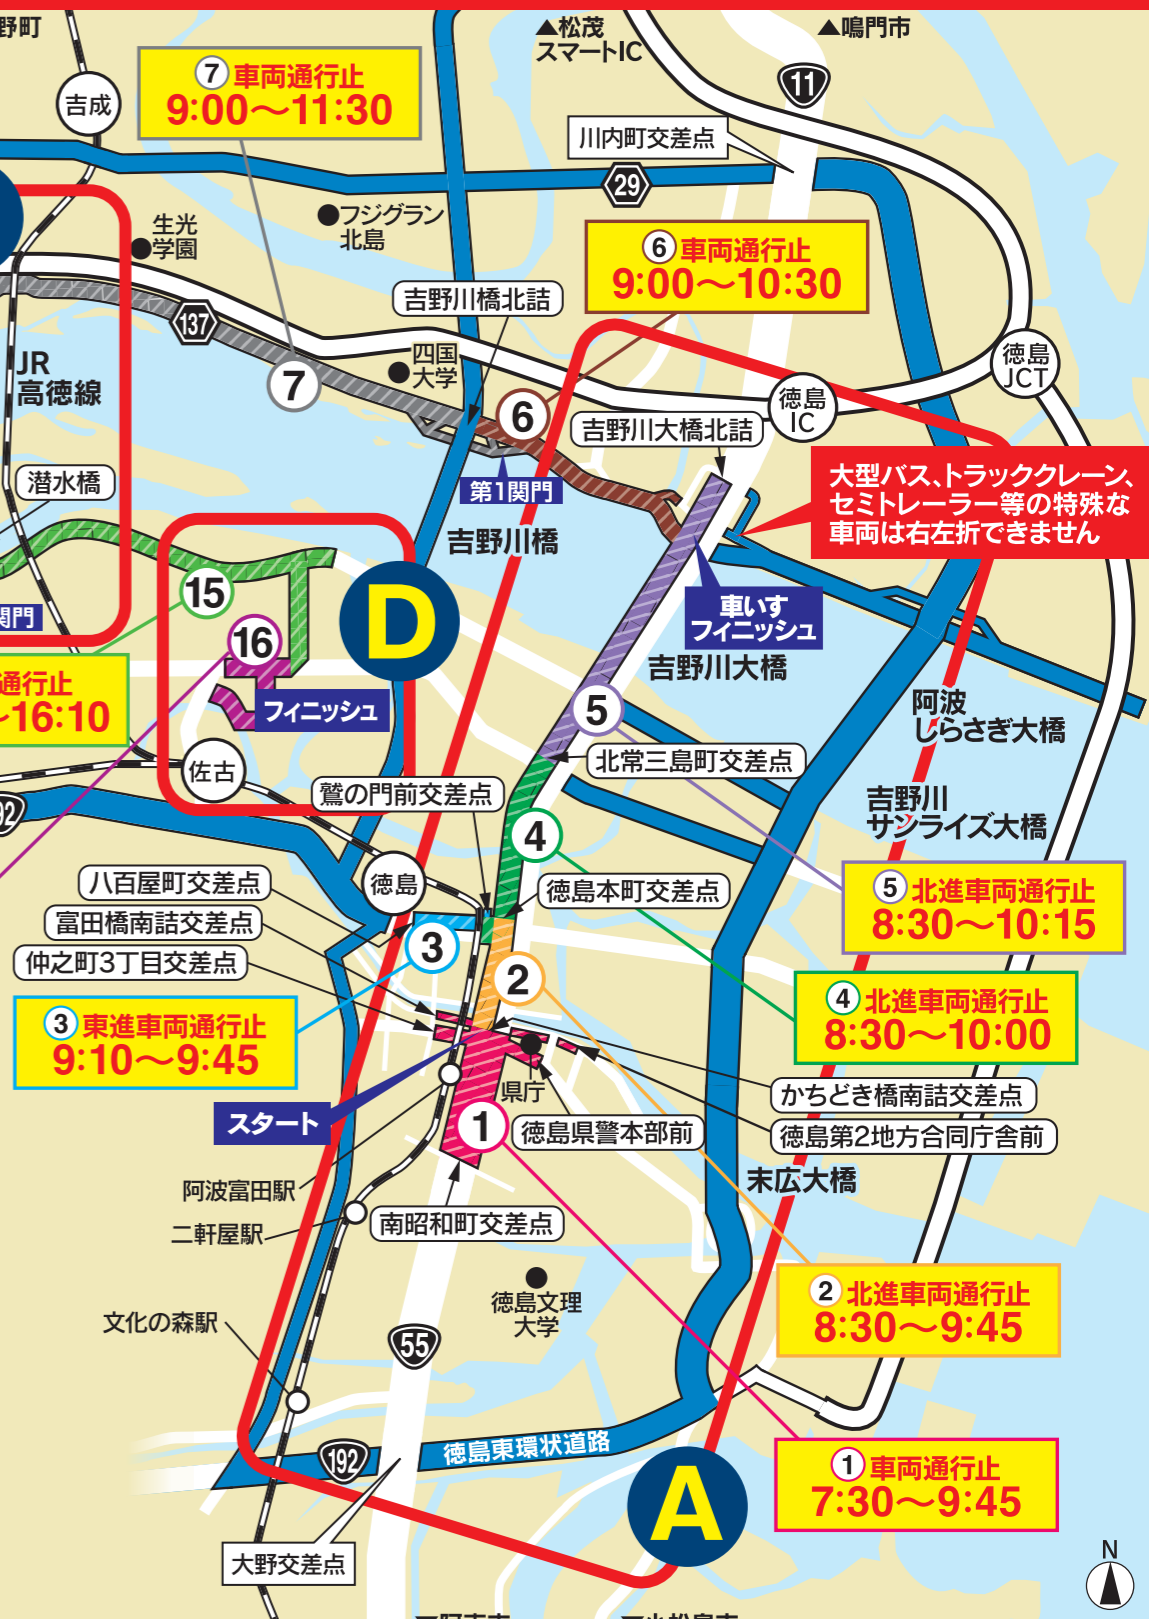 野町
▲松茂
スマートIC
▲鳴門市
吉成
⑦ 車両通行止
9:00～11:30
11
川内町交差点
29
生光
学園
フジグラン
北島
⑥ 車両通行止
9:00～10:30
吉野川橋北詰
137
JR
高徳線
四国
大学
7
6
徳島
JCT
徳島
IC
吉野川大橋北詰
大型バス、トラッククレーン、
セミトレーラー等の特殊な
車両は右左折できません
潜水橋
第1関門
吉野川橋
15
D
車いす
フィニッシュ
関門
16
吉野川大橋
通行止
～16:10
フィニッシュ
5
阿波
しらさぎ大橋
佐古
北常三島町交差点
鷲の門前交差点
吉野川
サンライズ大橋
92
4
八百屋町交差点
徳島
徳島本町交差点
⑤ 北進車両通行止
8:30～10:15
富田橋南詰交差点
仲之町3丁目交差点
3
2
④ 北進車両通行止
8:30～10:00
③ 東進車両通行止
9:10～9:45
県庁
かちどき橋南詰交差点
スタート
1
徳島県警本部前
徳島第2地方合同庁舎前
阿波富田駅
末広大橋
二軒屋駅
南昭和町交差点
徳島文理
大学
② 北進車両通行止
8:30～9:45
文化の森駅
55
徳島東環状道路
192
① 車両通行止
7:30～9:45
A
大野交差点
N